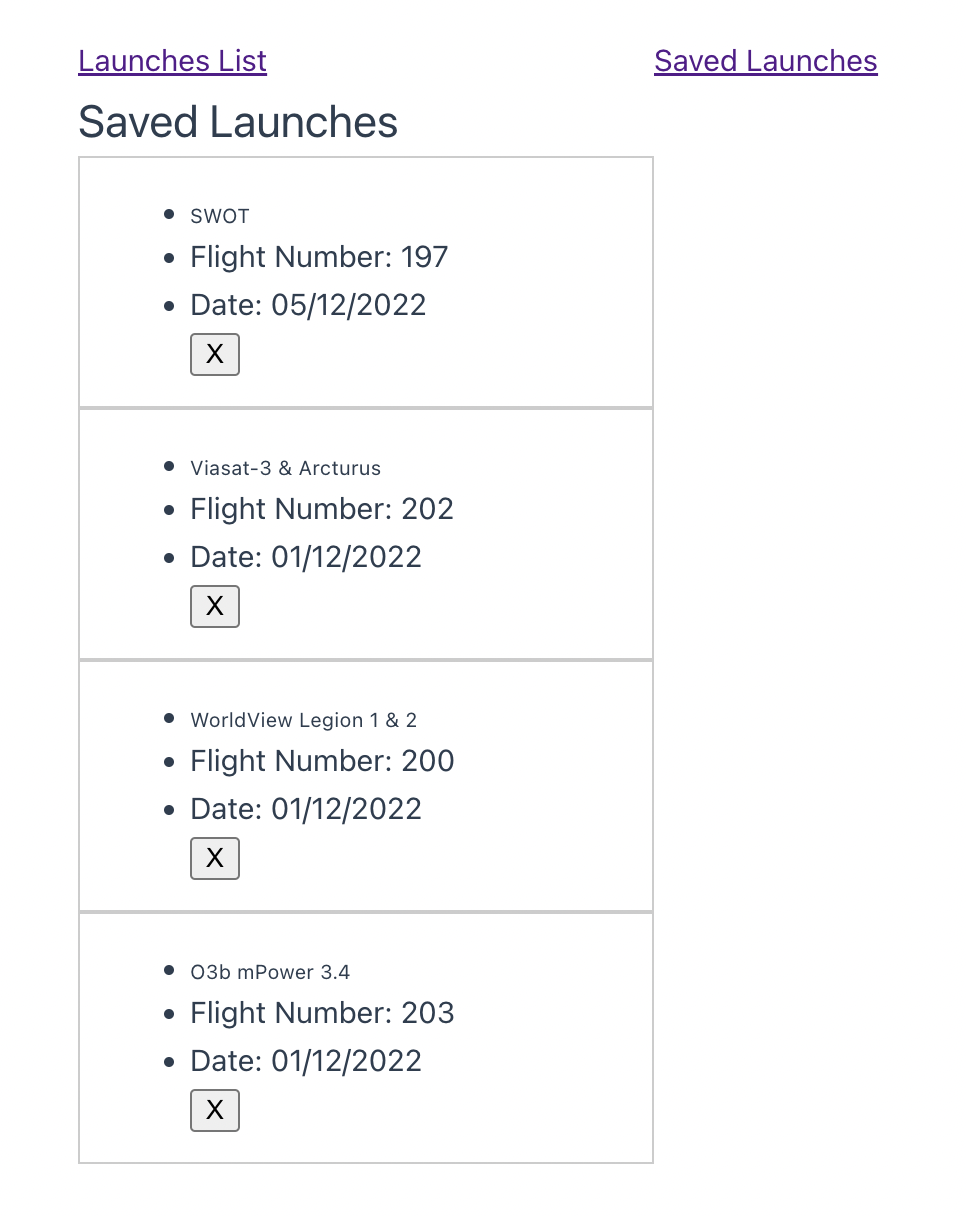 Launches List
Saved Launches
Saved Launches
SWOT
Flight Number: 197
Date: 05/12/2022
X
Viasat-3 & Arcturus
Flight Number: 202
Date: 01/12/2022
X
WorldView Legion 1 & 2
Flight Number: 200
Date: 01/12/2022
X
O3b mPower 3.4
Flight Number: 203
Date: 01/12/2022
X